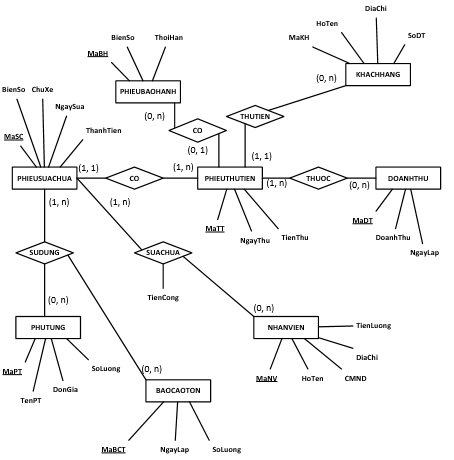 DiaChi
HoTen
MaKH
SoDT
BienSo
ThoiHan
MaBH
KHACHHANG
(0, n)
PHIEUBAOHANH
(0, n)
THUTIEN
CO
(0, 1)
BienSo
ChuXe
NgaySua
MaSC
ThanhTien
(1, 1)
PHIEUSUACHUA
(1, 1)
CO
(1, n)
PHIEUTHUTIEN
(1, n)
THUOC
(0, n)
DOANHTHU
(1, n)
(1, n)
MaTT
NgayThu
TienThu
MaDT
DoanhThu
NgayLap
SUDUNG
SUACHUA
TienCong
(0, n)
(0, n)
PHUTUNG
NHANVIEN
TienLuong
DiaChi
MaPT
TenPT
DonGia
SoLuong
(0, n)
MaNV
HoTen
CMND
BAOCAOTON
MaBCT
NgayLap
SoLuong